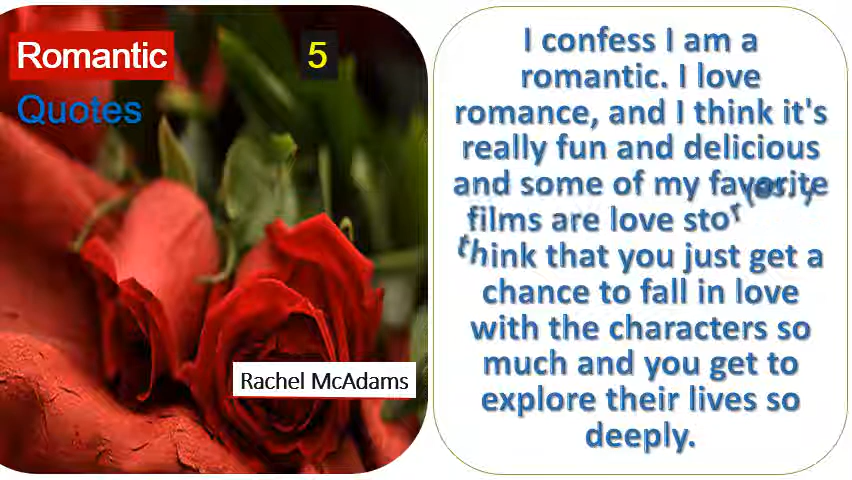 Romantic
5
Quotes
Rachel McAdams
I confess I am a
romantic. I love
romance, and I think it's
really fun and delicious
and some of my favorite
films are love stories. I
think that you just get a
chance to fall in love
with the characters so
much and you get to
explore their lives so
deeply.